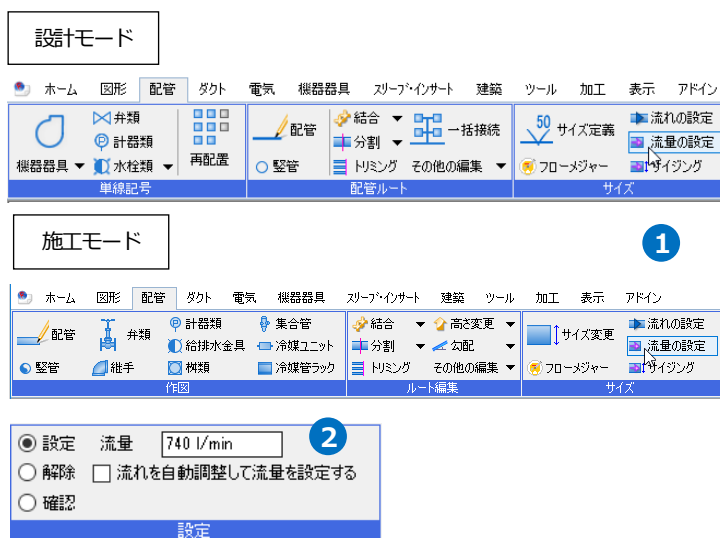 設計モード
ホーム 図形 配管 ダクト 電気 機器器具 スリーブ・インサート 建築 ツール 加工 表示 アドイン
機器器具 弁類 計器類 水栓類 再配置 単線記号
配管 竪管 結合 分割 トリミング 一括接続 その他の編集 配管ルート
50 サイズ定義 フローメジャー 流れの設定 流量の設定 サイジング サイズ
施工モード
1
ホーム 図形 配管 ダクト 電気 機器器具 スリーブ・インサート 建築 ツール 加工 表示 アドイン
配管 竪管 弁類 継手 計器類 給排水金具 桝類 集合管 冷媒ユニット 冷媒管ラック 作図
結合 分割 トリミング 高さ変更 勾配 その他の編集 ルート編集
サイズ変更 フローメジャー 流れの設定 流量の設定 サイジング サイズ
設定 流量 740 l/min
2
解除 流れを自動調整して流量を設定する
確認
設定